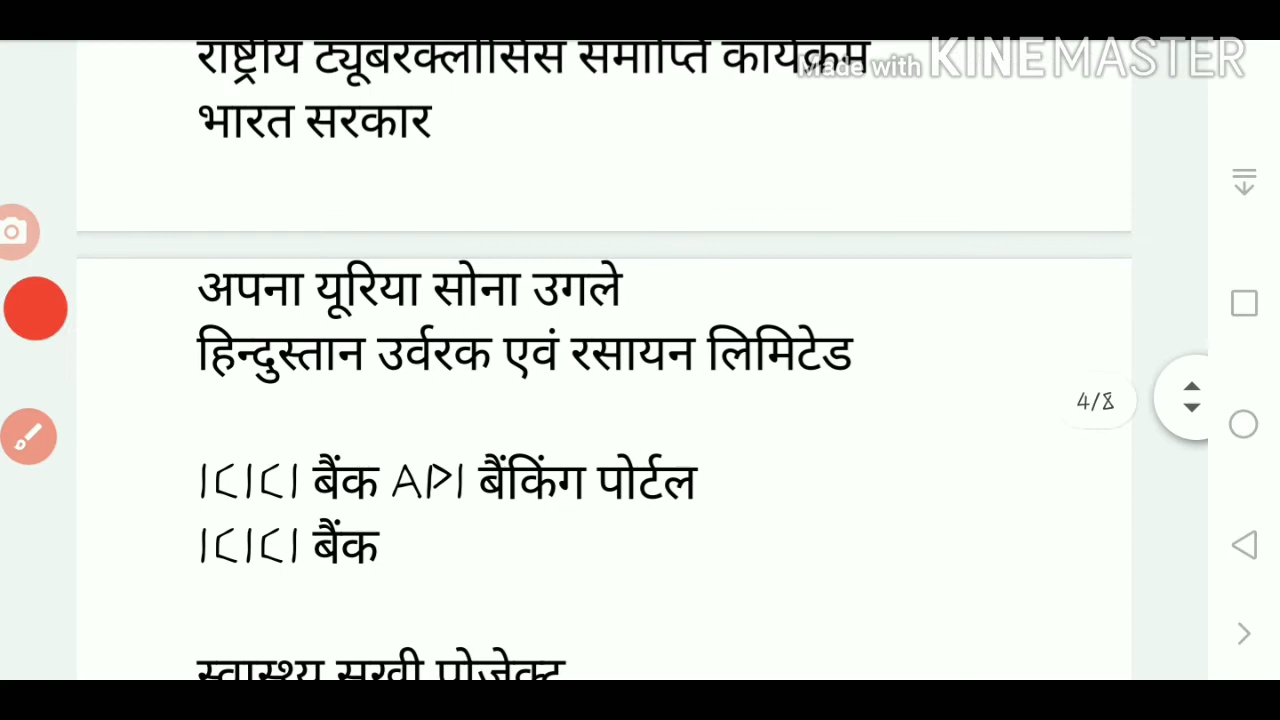 राष्ट्रीय ट्यूबरक्लोसिस समाप्ति कार्यक्रम
Made with KINEMASTER
भारत सरकार
अपना यूरिया सोना उगले
हिन्दुस्तान उर्वरक एवं रसायन लिमिटेड
4/8
ICICI बैंक API बैंकिंग पोर्टल
ICICI बैंक
स्वास्थ्य सखी प्रोजेक्ट